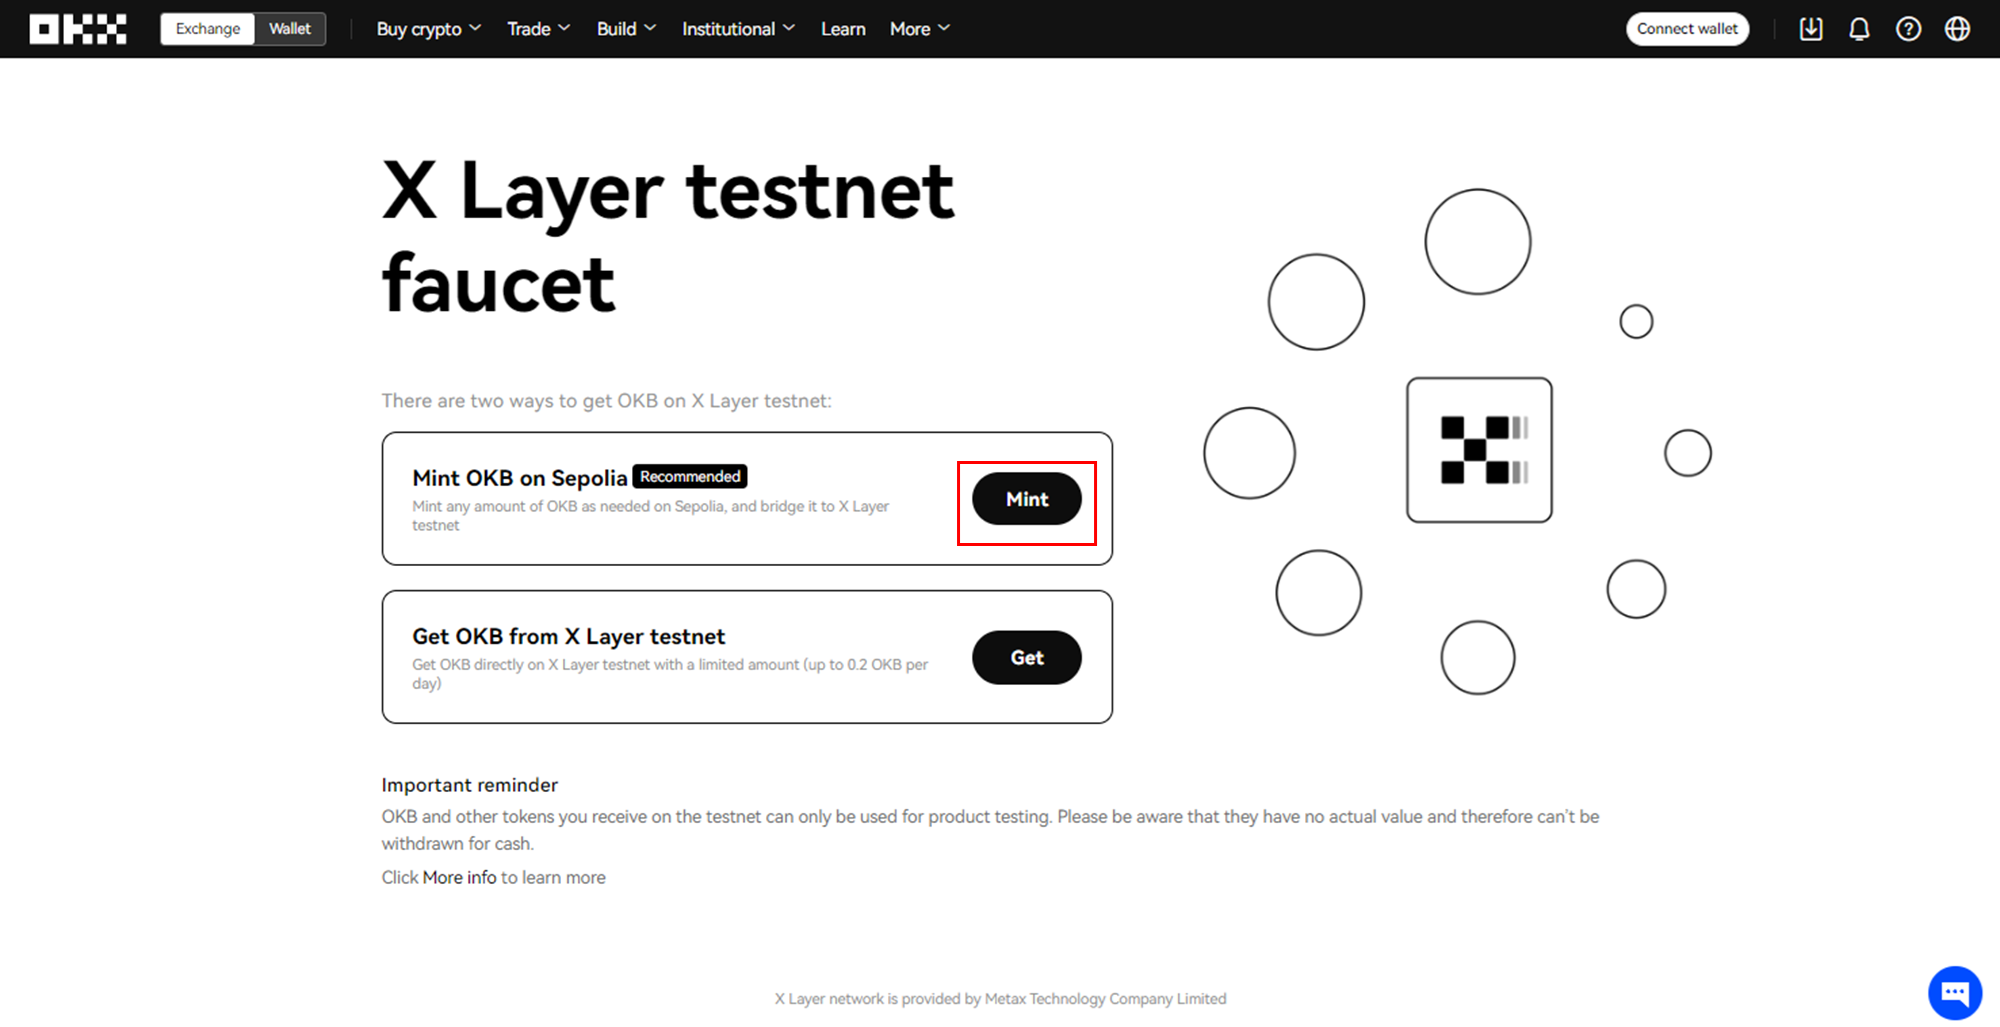 OKX Exchange Wallet Buy crypto Trade Build Institutional Learn More Connect wallet
X Layer testnet
faucet
There are two ways to get OKB on X Layer testnet:
Mint OKB on Sepolia Recommended
Mint any amount of OKB as needed on Sepolia, and bridge it to X Layer
testnet
Mint
Get OKB from X Layer testnet
Get OKB directly on X Layer testnet with a limited amount (up to 0.2 OKB per
day)
Get
Important reminder
OKB and other tokens you receive on the testnet can only be used for product testing. Please be aware that they have no actual value and therefore can't be
withdrawn for cash.
Click More info to learn more
X Layer network is provided by Metax Technology Company Limited